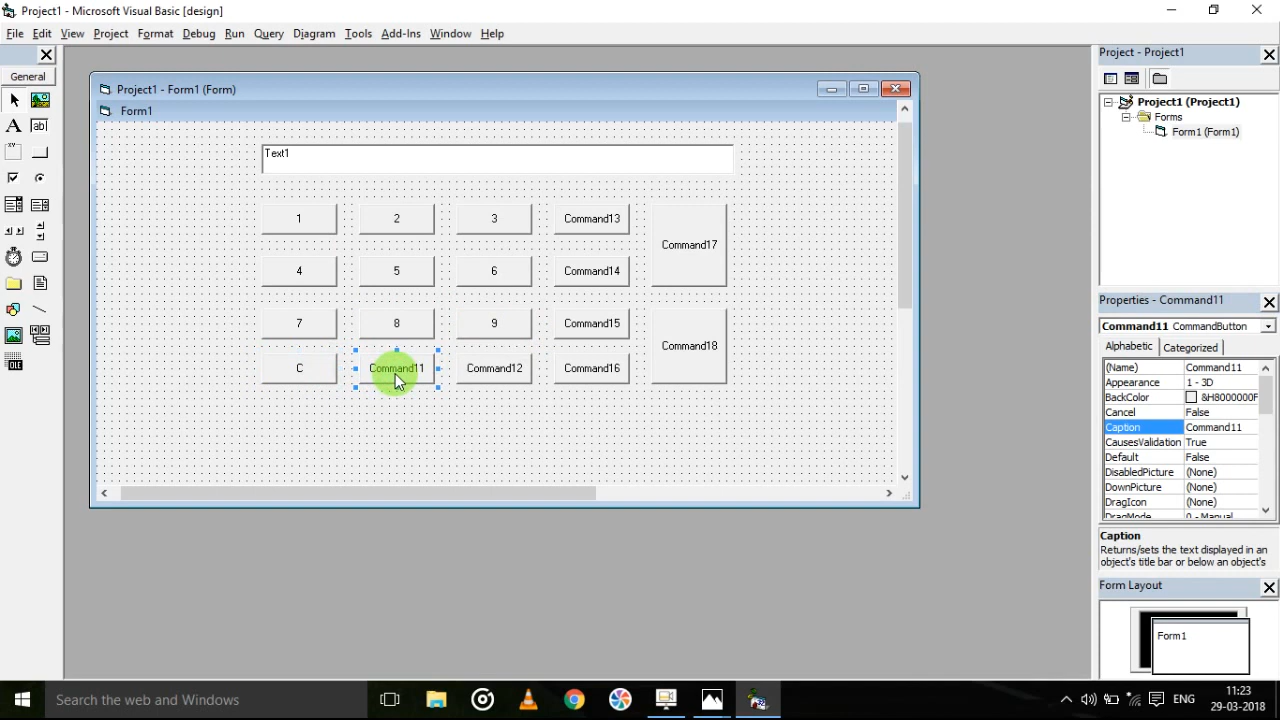 Project1 - Microsoft Visual Basic [design]
File Edit View Project Format Debug Run Query Diagram Tools Add-Ins Window Help
General
Project1 - Form1 (Form)
Form1
Text1
1 2 3 Command13
Command17
4 5 6 Command14
7 8 9 Command15
Command18
C Command11 Command12 Command16
Project - Project1
Project1 (Project1)
Forms
Form1 (Form1)
Properties - Command11
Command11 CommandButton
Alphabetic Categorized
(Name) Command11
Appearance 1 - 3D
BackColor &H8000000F
Cancel False
Caption Command11
CausesValidation True
Default False
DisabledPicture (None)
DownPicture (None)
DragIcon (None)
DragMode 0 - Manual
Caption
Returns/sets the text displayed in an
object's title bar or below an object's
Form Layout
Form1
Search the web and Windows
ENG
11:23
29-03-2018